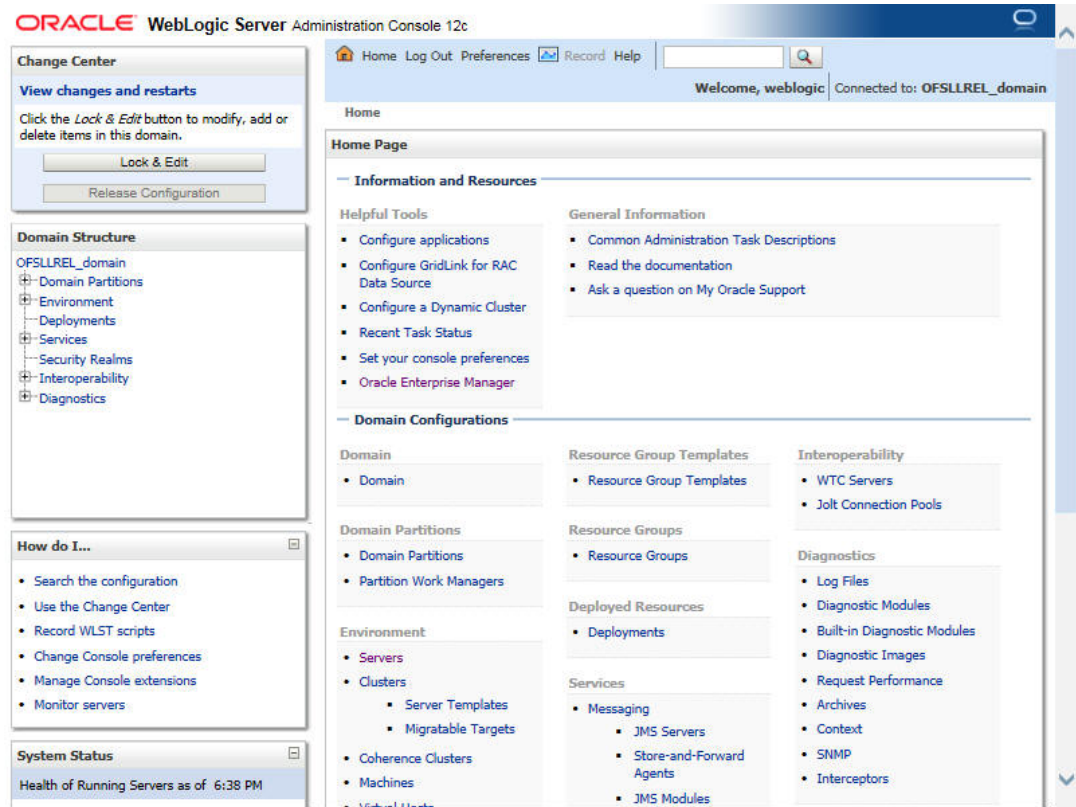 ORACLE WebLogic Server Administration Console 12c
Change Center
View changes and restarts
Click the Lock & Edit button to modify, add or
delete items in this domain.
Lock & Edit
Release Configuration
Domain Structure
OFSLLREL_domain
Domain Partitions
Environment
Deployments
Services
Security Realms
Interoperability
Diagnostics
How do I...
Search the configuration
Use the Change Center
Record WLST scripts
Change Console preferences
Manage Console extensions
Monitor servers
System Status
Health of Running Servers as of 6:38 PM
Home Log Out Preferences Record Help
Welcome, weblogic Connected to: OFSLLREL_domain
Home
Home Page
Information and Resources
Helpful Tools
Configure applications
Configure GridLink for RAC
Data Source
Configure a Dynamic Cluster
Recent Task Status
Set your console preferences
Oracle Enterprise Manager
General Information
Common Administration Task Descriptions
Read the documentation
Ask a question on My Oracle Support
Domain Configurations
Domain
Domain
Domain Partitions
Domain Partitions
Partition Work Managers
Environment
Servers
Clusters
Server Templates
Migratable Targets
Coherence Clusters
Machines
Resource Group Templates
Resource Group Templates
Resource Groups
Resource Groups
Deployed Resources
Deployments
Services
Messaging
JMS Servers
Store-and-Forward
Agents
JMS Modules
Interoperability
WTC Servers
Jolt Connection Pools
Diagnostics
Log Files
Diagnostic Modules
Built-in Diagnostic Modules
Diagnostic Images
Request Performance
Archives
Context
SNMP
Interceptors